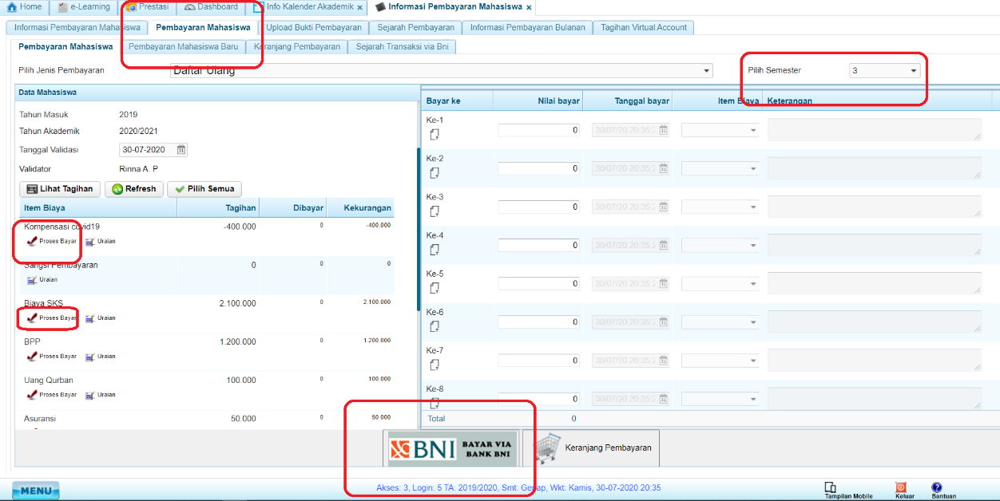 Home e-Learning Prestasi Dashboard Info Kalender Akademik x Informasi Pembayaran Mahasiswa x
Informasi Pembayaran Mahasiswa Pembayaran Mahasiswa Upload Bukti Pembayaran Sejarah Pembayaran Informasi Pembayaran Bulanan Tagihan Virtual Account
Pembayaran Mahasiswa Pembayaran Mahasiswa Baru Keranjang Pembayaran Sejarah Transaksi via Bni
Pilih Jenis Pembayaran Daftar Ulang Pilih Semester 3
Data Mahasiswa
Tahun Masuk 2019
Tahun Akademik 2020/2021
Tanggal Validasi 30-07-2020
Validator Rinna A. P
Lihat Tagihan Refresh Pilih Semua
Item Biaya Tagihan Dibayar Kekurangan
Kompensasi covid19 -400.000 0 -400.000
Proses Bayar Uraian
Sangsi Pembayaran 0 0 0
Uraian
Biaya SKS 2.100.000 0 2.100.000
Proses Bayar Uraian
BPP 1.200.000 0 1.200.000
Proses Bayar Uraian
Uang Qurban 100.000 0 100.000
Proses Bayar Uraian
Asuransi 50.000 0 50.000
Bayar ke Nilai bayar Tanggal bayar Item Biaya Keterangan
Ke-1 0 30/07/20 20:35:2
Ke-2 0 30/07/20 20:35:2
Ke-3 0 30/07/20 20:35:2
Ke-4 0 30/07/20 20:35:2
Ke-5 0 30/07/20 20:35:2
Ke-6 0 30/07/20 20:35:2
Ke-7 0 30/07/20 20:35:2
Ke-8 0 30/07/20 20:35:2
Total 0
BNI BAYAR VIA
BANK BNI
Keranjang Pembayaran
MENU Akses: 3, Login: 5 TA: 2019/2020, Smt: Genap, Wkt: Kamis, 30-07-2020 20:35 Tampilan Mobile Keluar Bantuan